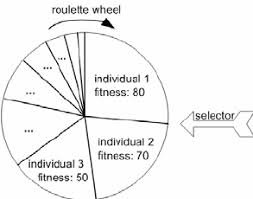 roulette wheel
...
...
...
...
individual 1
fitness: 80
selector
individual 2
fitness: 70
individual 3
fitness: 50